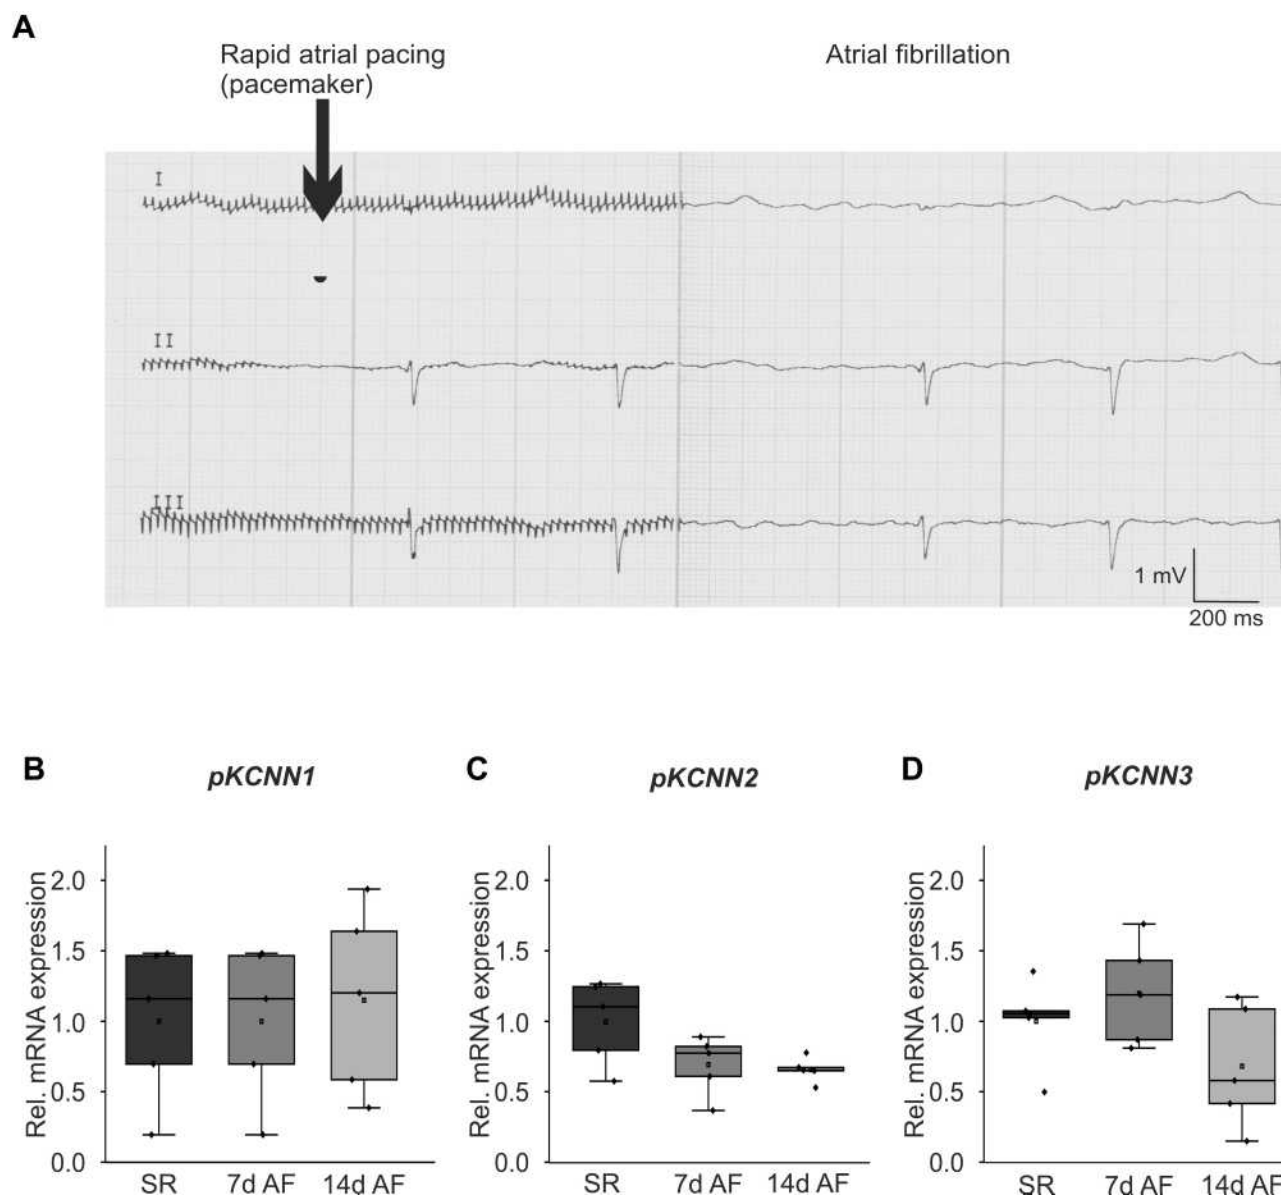 A
Rapid atrial pacing
(pacemaker)
Atrial fibrillation
I
II
III
1 mV
200 ms
B
pKCNN1
Rel. mRNA expression
2.0
1.5
1.0
0.5
0.0
SR
7d AF
14d AF
C
pKCNN2
Rel. mRNA expression
2.0
1.5
1.0
0.5
0.0
SR
7d AF
14d AF
D
pKCNN3
Rel. mRNA expression
2.0
1.5
1.0
0.5
0.0
SR
7d AF
14d AF